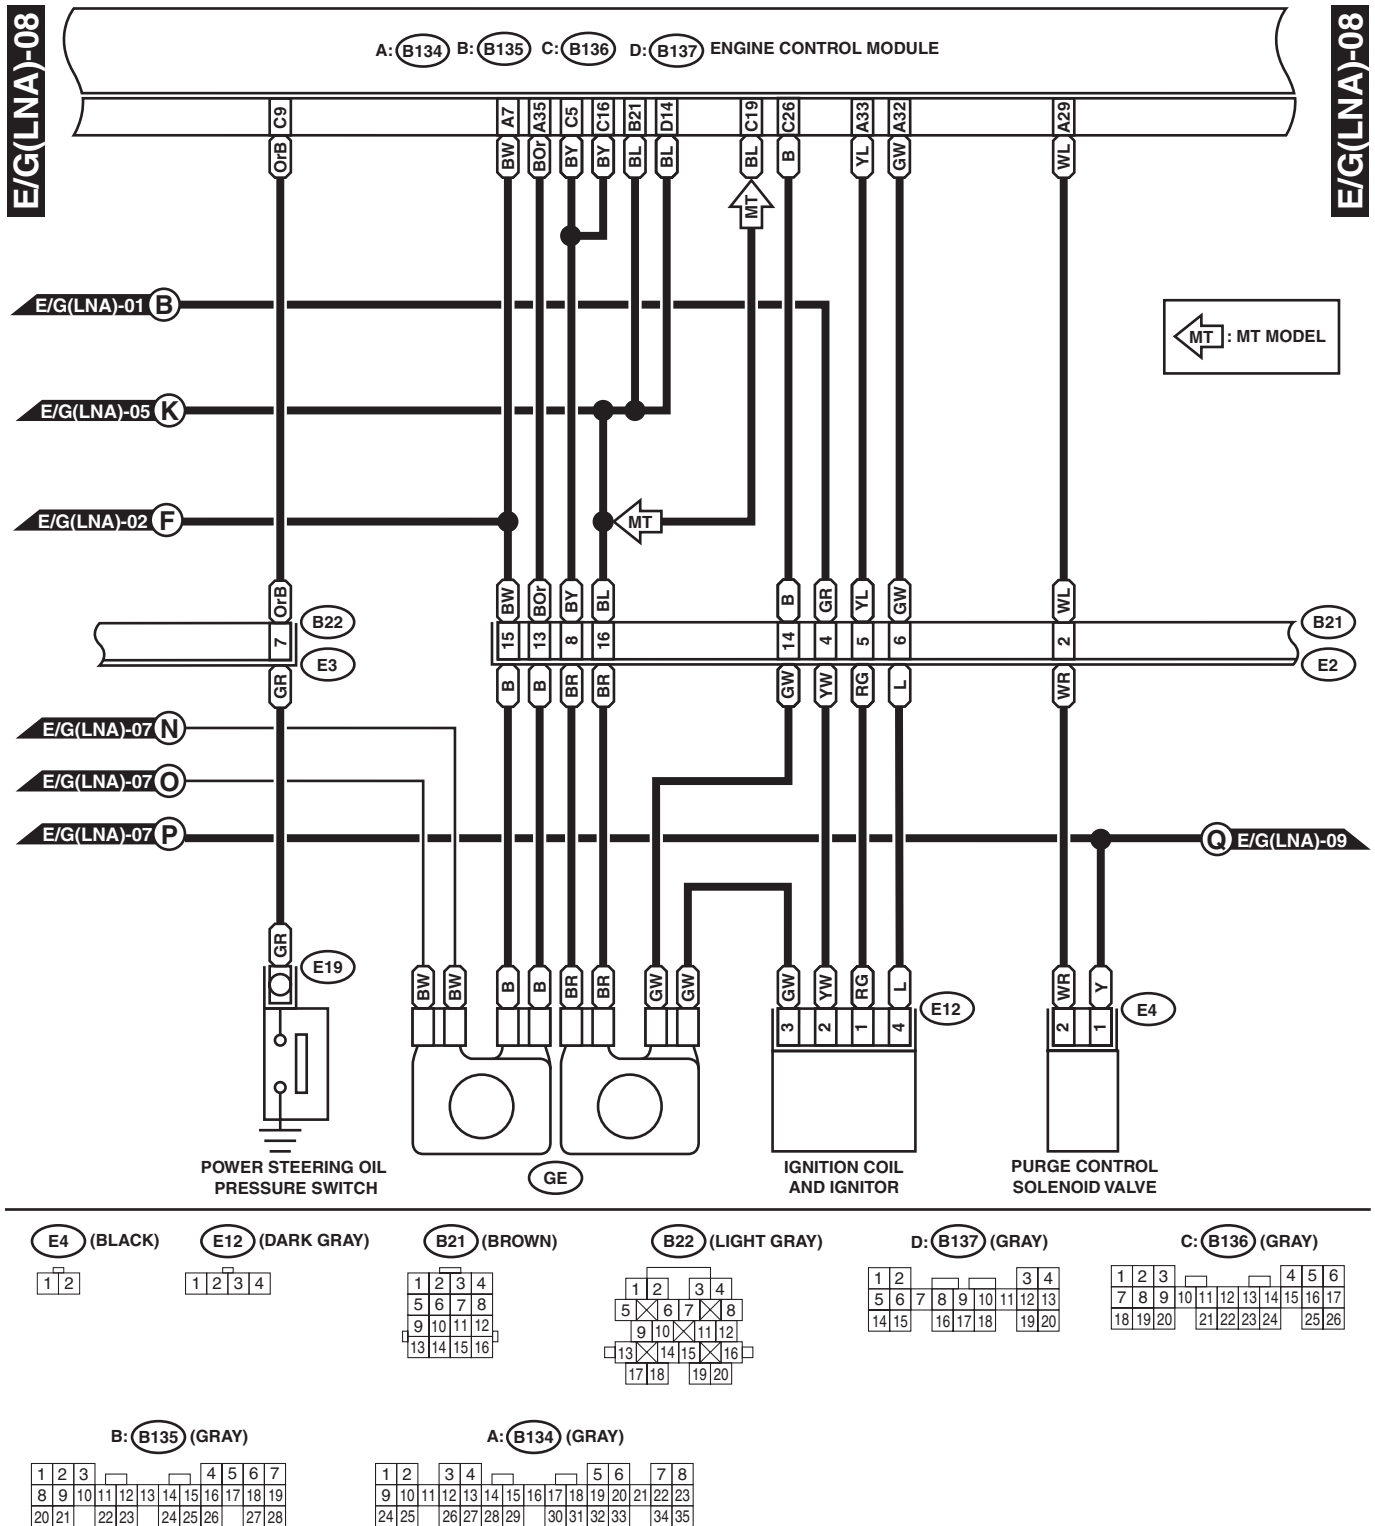 E/G(LNA)-08
E/G(LNA)-08
A: B134 B: B135 C: B136 D: B137 ENGINE CONTROL MODULE
C9 A7 A35 C5 C16 B21 D14 C19 C26 A33 A32 A29
OrB BW BOr BY BY BL BL BL B YL GW WL
MT
E/G(LNA)-01 B
MT : MT MODEL
E/G(LNA)-05 K
E/G(LNA)-02 F
MT
OrB BW BOr BY BL B GR YL GW WL
B22 B21
7 15 13 8 16 14 4 5 6 2
E3 E2
GR B B BR BR GW YW RG L WR
E/G(LNA)-07 N
E/G(LNA)-07 O
E/G(LNA)-07 P
Q E/G(LNA)-09
GR
E19
BW BW B B BR BR GW GW GW YW RG L WR Y
E12 E4
3 2 1 4 2 1
POWER STEERING OIL
PRESSURE SWITCH
GE
IGNITION COIL
AND IGNITOR
PURGE CONTROL
SOLENOID VALVE
E4 (BLACK)
1 2
E12 (DARK GRAY)
1 2 3 4
B21 (BROWN)
1 2 3 4
5 6 7 8
9 10 11 12
13 14 15 16
B22 (LIGHT GRAY)
1 2 3 4
5 6 7 8
9 10 11 12
13 14 15 16
17 18 19 20
D: B137 (GRAY)
1 2 3 4
5 6 7 8 9 10 11 12 13
14 15 16 17 18 19 20
C: B136 (GRAY)
1 2 3 4 5 6
7 8 9 10 11 12 13 14 15 16 17
18 19 20 21 22 23 24 25 26
B: B135 (GRAY)
1 2 3 4 5 6 7
8 9 10 11 12 13 14 15 16 17 18 19
20 21 22 23 24 25 26 27 28
A: B134 (GRAY)
1 2 3 4 5 6 7 8
9 10 11 12 13 14 15 16 17 18 19 20 21 22 23
24 25 26 27 28 29 30 31 32 33 34 35